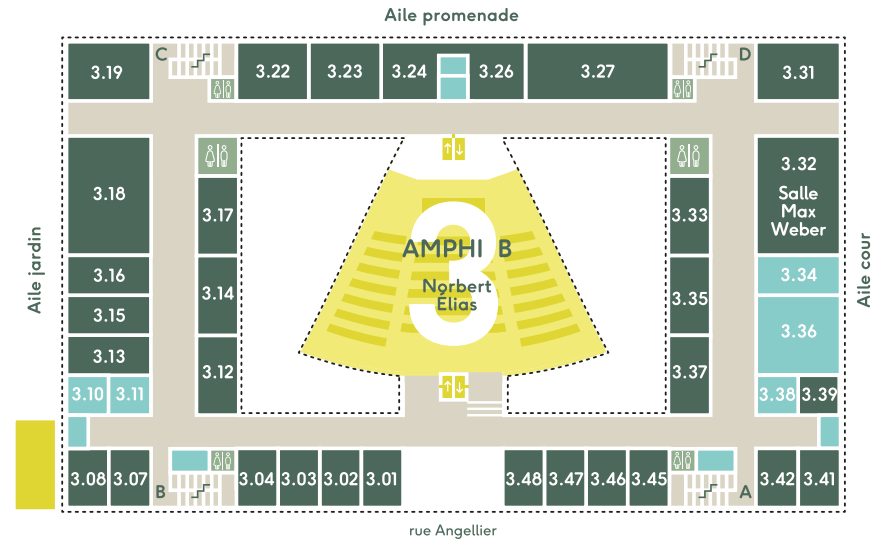 Aile promenade
C
D
3.19
3.22
3.23
3.24
3.26
3.27
3.31
3.18
3.17
3.16
3.15
3.14
3.13
3.12
3.10
3.11
Aile jardin
3
AMPHI B
Norbert
Elias
3.33
3.35
3.37
3.32
Salle
Max
Weber
3.34
3.36
3.38
3.39
Aile cour
3.08
3.07
B
3.04
3.03
3.02
3.01
3.48
3.47
3.46
3.45
A
3.42
3.41
rue Angellier